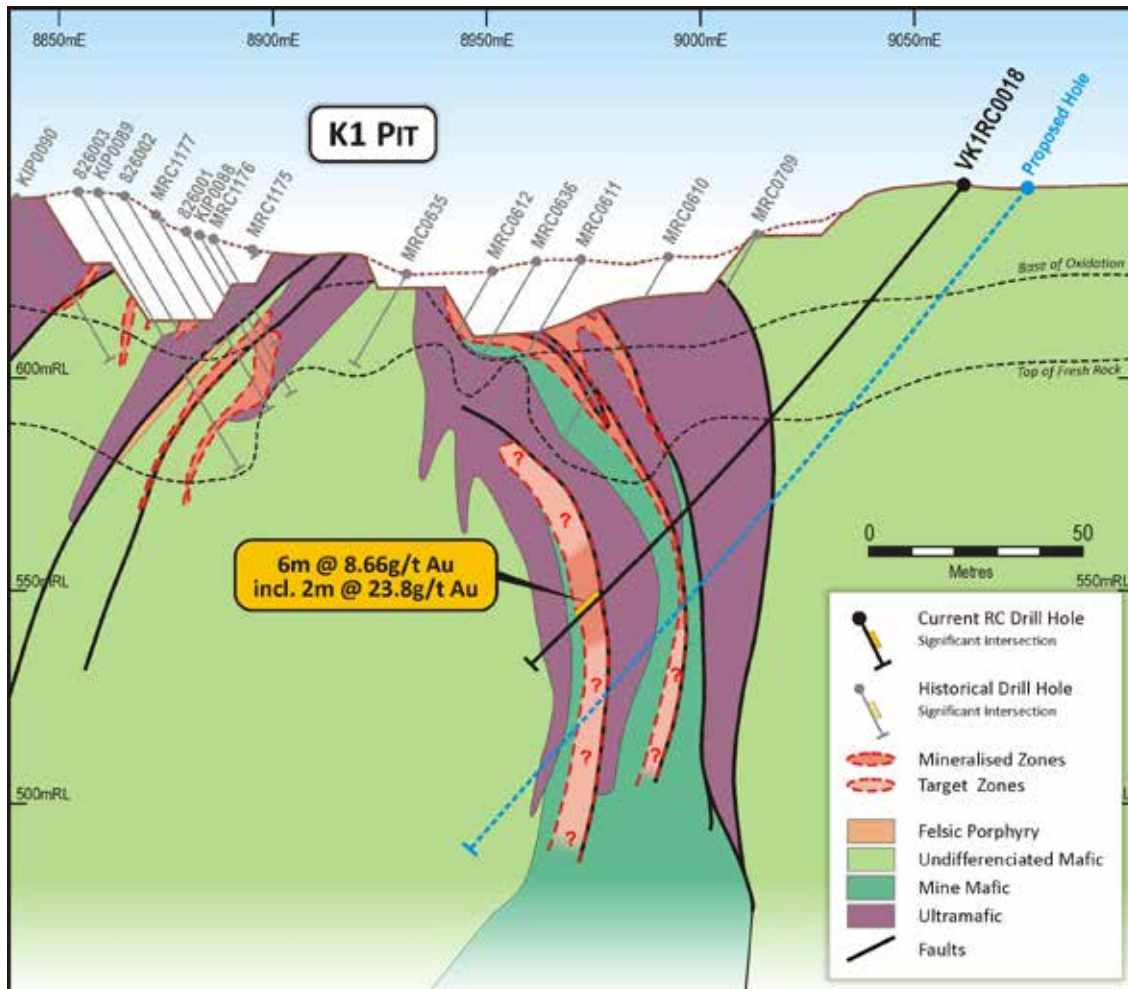 8850mE
8900mE
8950mE
9000mE
9050mE
K1 PIT
KIP0090
826003
KIP0089
826002
MRC1177
826001
KIP0088
MRC1176
MRC1175
MRC0635
MRC0612
MRC0636
MRC0611
MRC0610
MRC0709
VK1RC0018
Proposed Hole
Base of Oxidation
Top of Fresh Rock
600mRL
550mRL
500mRL
550mRL
6m @ 8.66g/t Au
incl. 2m @ 23.8g/t Au
?
?
?
?
?
?
?
0
50
Metres
Current RC Drill Hole
Significant Intersection
Historical Drill Hole
Significant Intersection
Mineralised Zones
Target Zones
Felsic Porphyry
Undifferenciated Mafic
Mine Mafic
Ultramafic
Faults